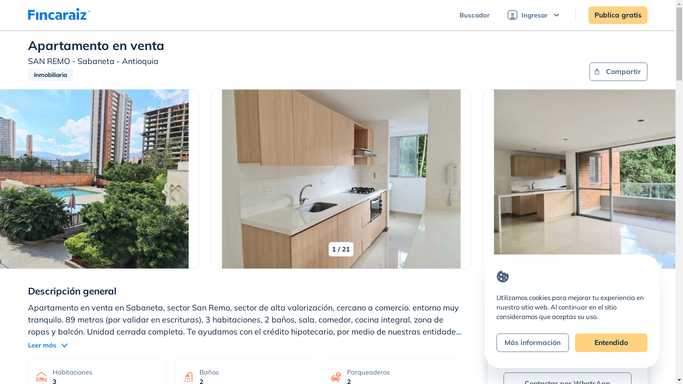 Fincaraiz
Buscador
Ingresar
Publica gratis
Apartamento en venta
SAN REMO - Sabaneta - Antioquia
Inmobiliaria
Compartir
1 / 21
Descripción general
Apartamento en venta en Sabaneta, sector San Remo, sector de alta valorización, cercano a comercio. entorno muy
tranquilo. 89 metros (por validar en escrituras), 3 habitaciones, 2 baños, sala, comedor, cocina integral, zona de
ropas y balcón. Unidad cerrada completa. Te ayudamos con el crédito hipotecario, por medio de nuestras entidade...
Leer más
Habitaciones
3
Baños
2
Parqueaderos
2
Utilizamos cookies para mejorar tu experiencia en
nuestro sitio web. Al continuar en el sitio
consideramos que aceptas su uso.
Más información
Entendido
Contactar por WhatsApp